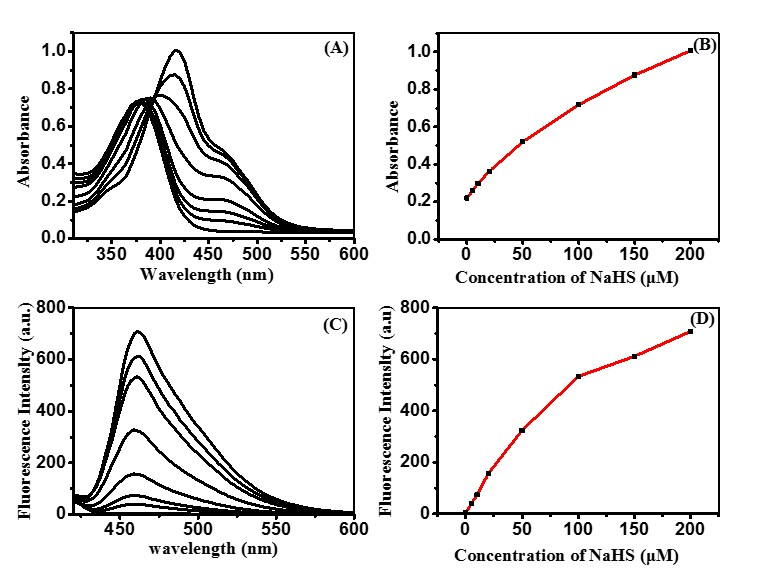 (A)
Absorbance
1.0
0.8
0.6
0.4
0.2
0.0
350 400 450 500 550 600
Wavelength (nm)
(B)
Absorbance
1.0
0.8
0.6
0.4
0.2
0.0
0 50 100 150 200
Concentration of NaHS (µM)
(C)
Fluorescence Intensity (a.u.)
800
600
400
200
0
450 500 550 600
wavelength (nm)
(D)
Fluorescence Intensity (a.u)
800
600
400
200
0
0 50 100 150 200
Concentration of NaHS (µM)